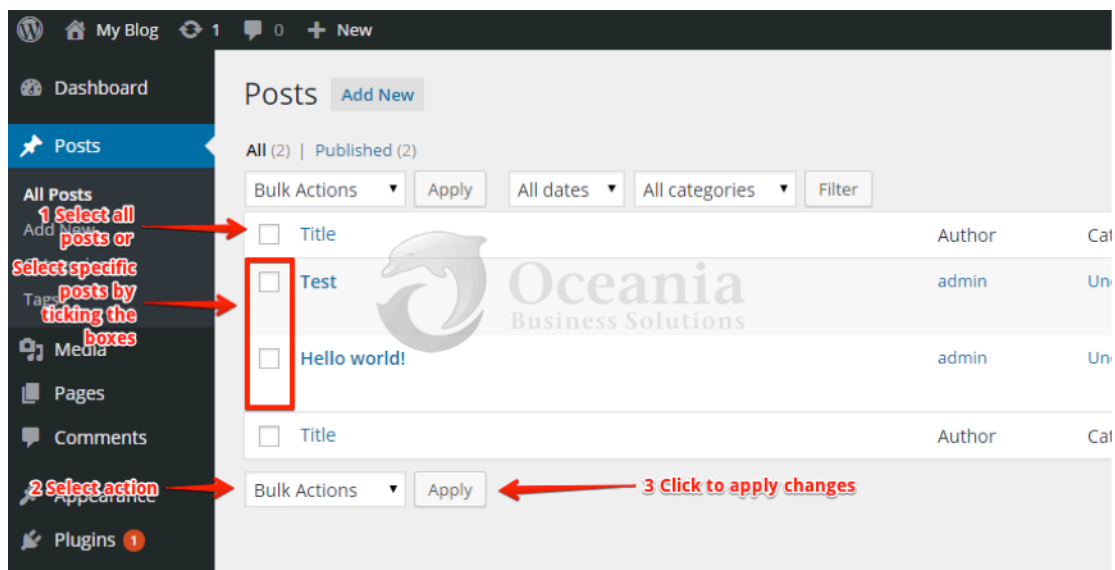 My Blog 1 0 + New
Dashboard
Posts
All Posts
Add New
Tags
Media
Pages
Comments
Appearance
Plugins 1
Posts Add New
All (2) | Published (2)
Bulk Actions Apply All dates All categories Filter
1 Select all
posts or
Title Author
Select specific
posts by
ticking the
boxes
Test admin
Oceania
Business Solutions
Hello world! admin
Title Author
2 Select action
Bulk Actions Apply
3 Click to apply changes